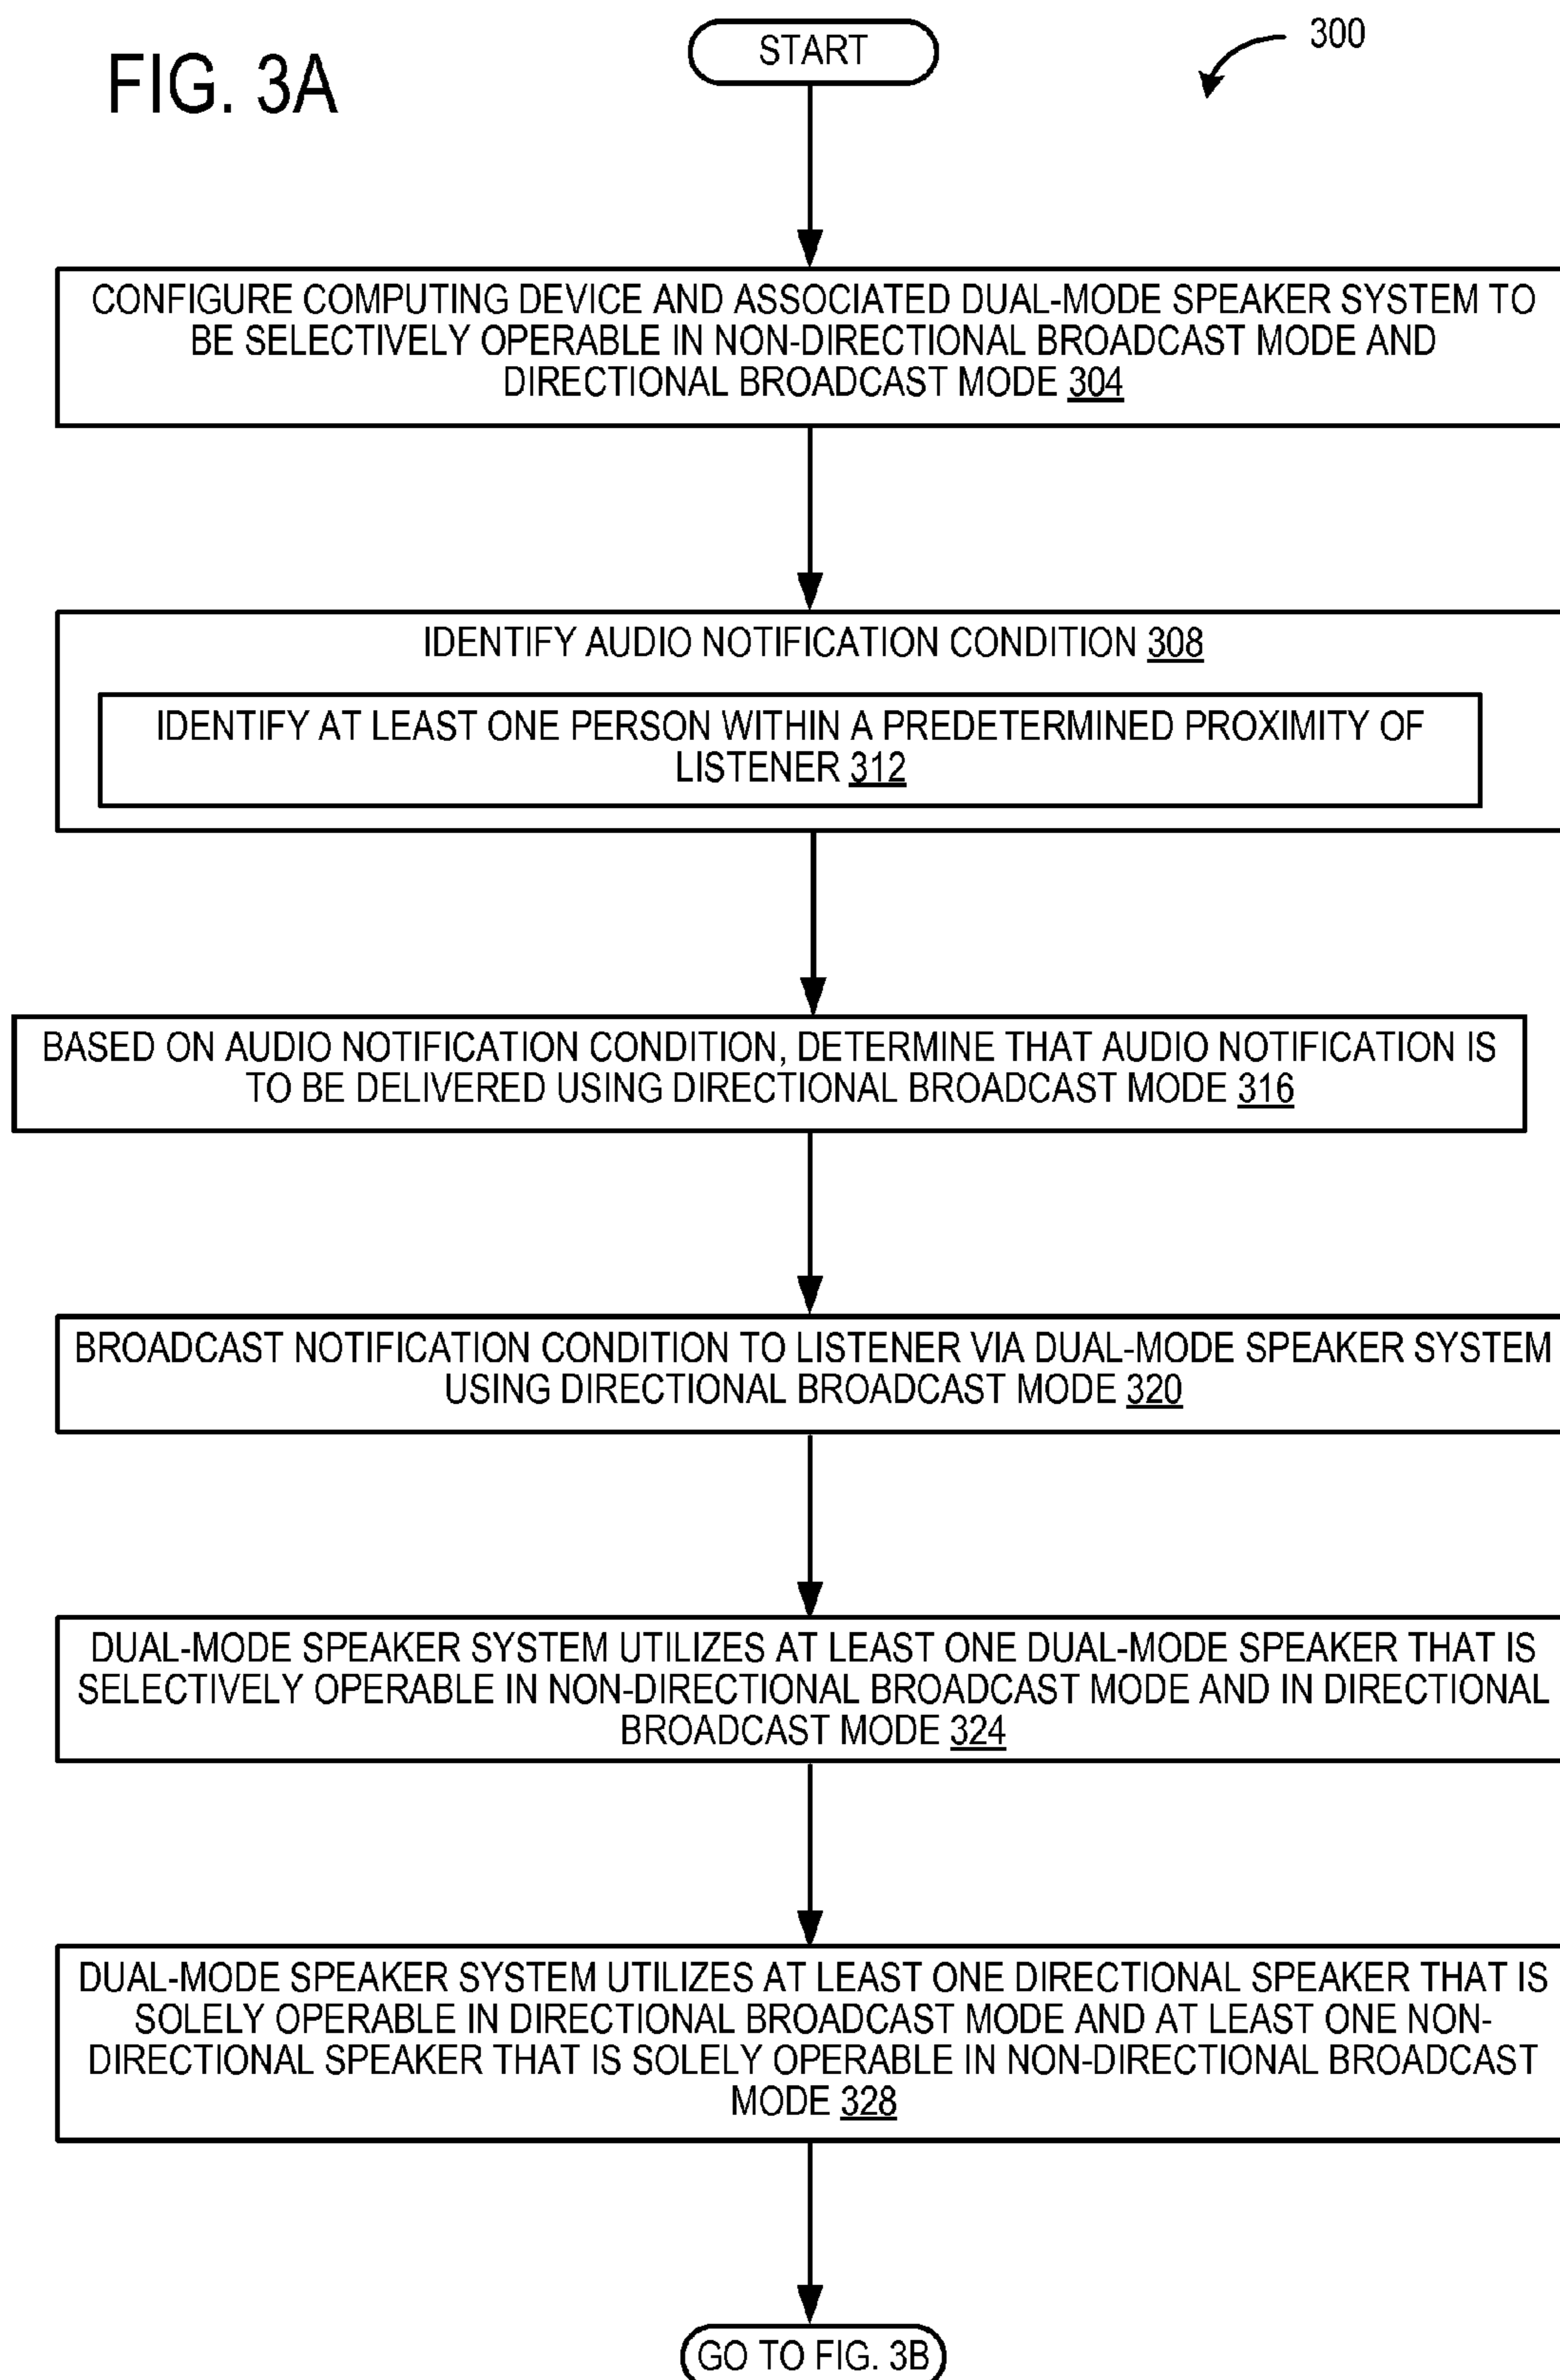 FIG. 3A
START
300
CONFIGURE COMPUTING DEVICE AND ASSOCIATED DUAL-MODE SPEAKER SYSTEM TO
BE SELECTIVELY OPERABLE IN NON-DIRECTIONAL BROADCAST MODE AND
DIRECTIONAL BROADCAST MODE 304
IDENTIFY AUDIO NOTIFICATION CONDITION 308
IDENTIFY AT LEAST ONE PERSON WITHIN A PREDETERMINED PROXIMITY OF
LISTENER 312
BASED ON AUDIO NOTIFICATION CONDITION, DETERMINE THAT AUDIO NOTIFICATION IS
TO BE DELIVERED USING DIRECTIONAL BROADCAST MODE 316
BROADCAST NOTIFICATION CONDITION TO LISTENER VIA DUAL-MODE SPEAKER SYSTEM
USING DIRECTIONAL BROADCAST MODE 320
DUAL-MODE SPEAKER SYSTEM UTILIZES AT LEAST ONE DUAL-MODE SPEAKER THAT IS
SELECTIVELY OPERABLE IN NON-DIRECTIONAL BROADCAST MODE AND IN DIRECTIONAL
BROADCAST MODE 324
DUAL-MODE SPEAKER SYSTEM UTILIZES AT LEAST ONE DIRECTIONAL SPEAKER THAT IS
SOLELY OPERABLE IN DIRECTIONAL BROADCAST MODE AND AT LEAST ONE NON-
DIRECTIONAL SPEAKER THAT IS SOLELY OPERABLE IN NON-DIRECTIONAL BROADCAST
MODE 328
GO TO FIG. 3B